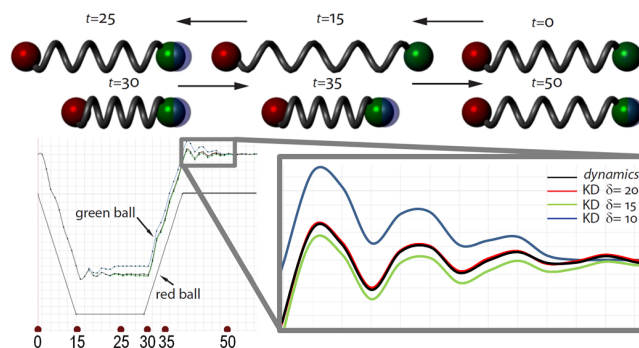 t=25
t=15
t=0
t=30
t=35
t=50
green ball
red ball
0 15 25 30 35 50
dynamics
KD δ= 20
KD δ= 15
KD δ= 10